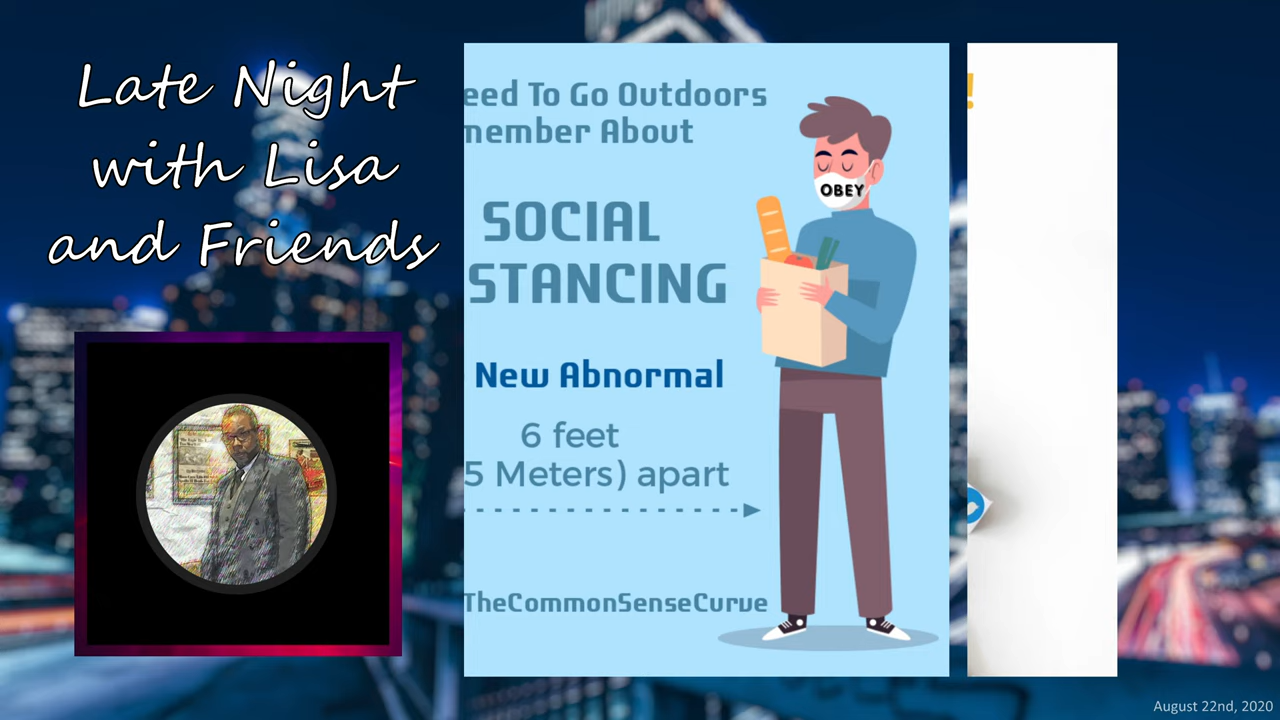 Late Night
with Lisa
and Friends
eed To Go Outdoors
member About
SOCIAL
STANCING
New Abnormal
6 feet
5 Meters) apart
TheCommonSenseCurve
OBEY
!
August 22nd, 2020